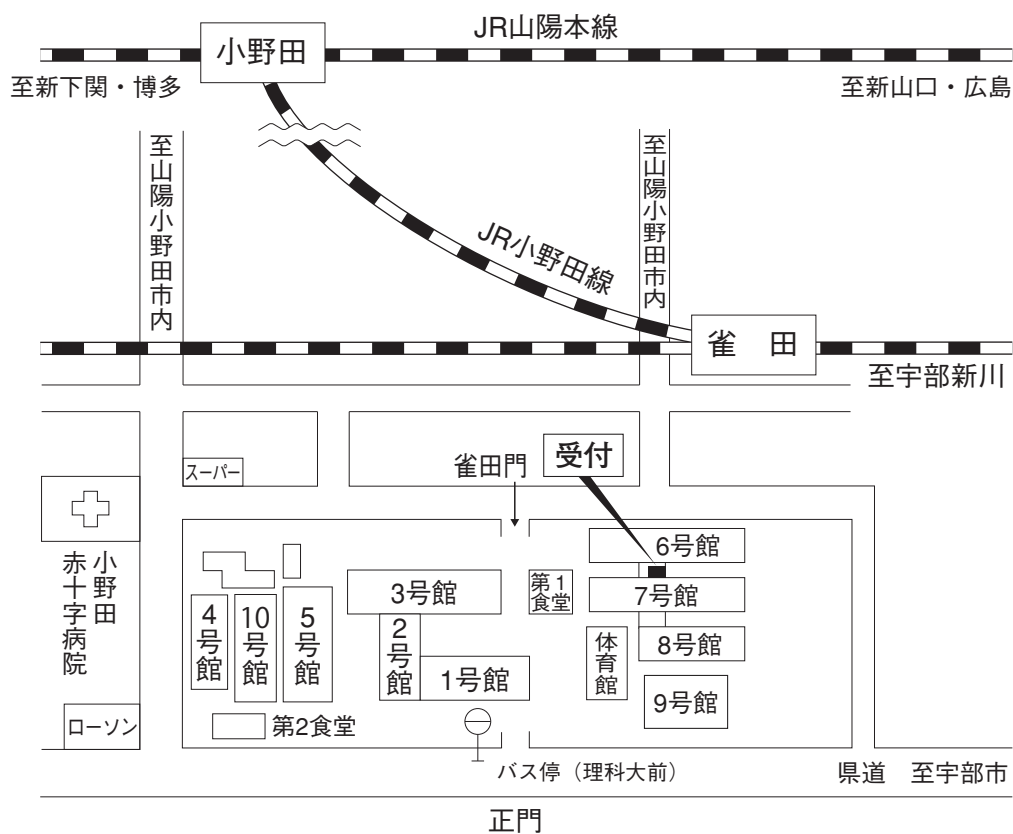 JR山陽本線
小野田
至新下関・博多
至新山口・広島
至山陽小野田市内
至山陽小野田市内
JR小野田線
雀　田
至宇部新川
スーパー
雀田門
受付
小野田
赤十字病院
6号館
7号館
8号館
9号館
第1
食堂
体育館
3号館
2号館
1号館
4号館
10号館
5号館
第2食堂
ローソン
バス停（理科大前）
県道　至宇部市
正門